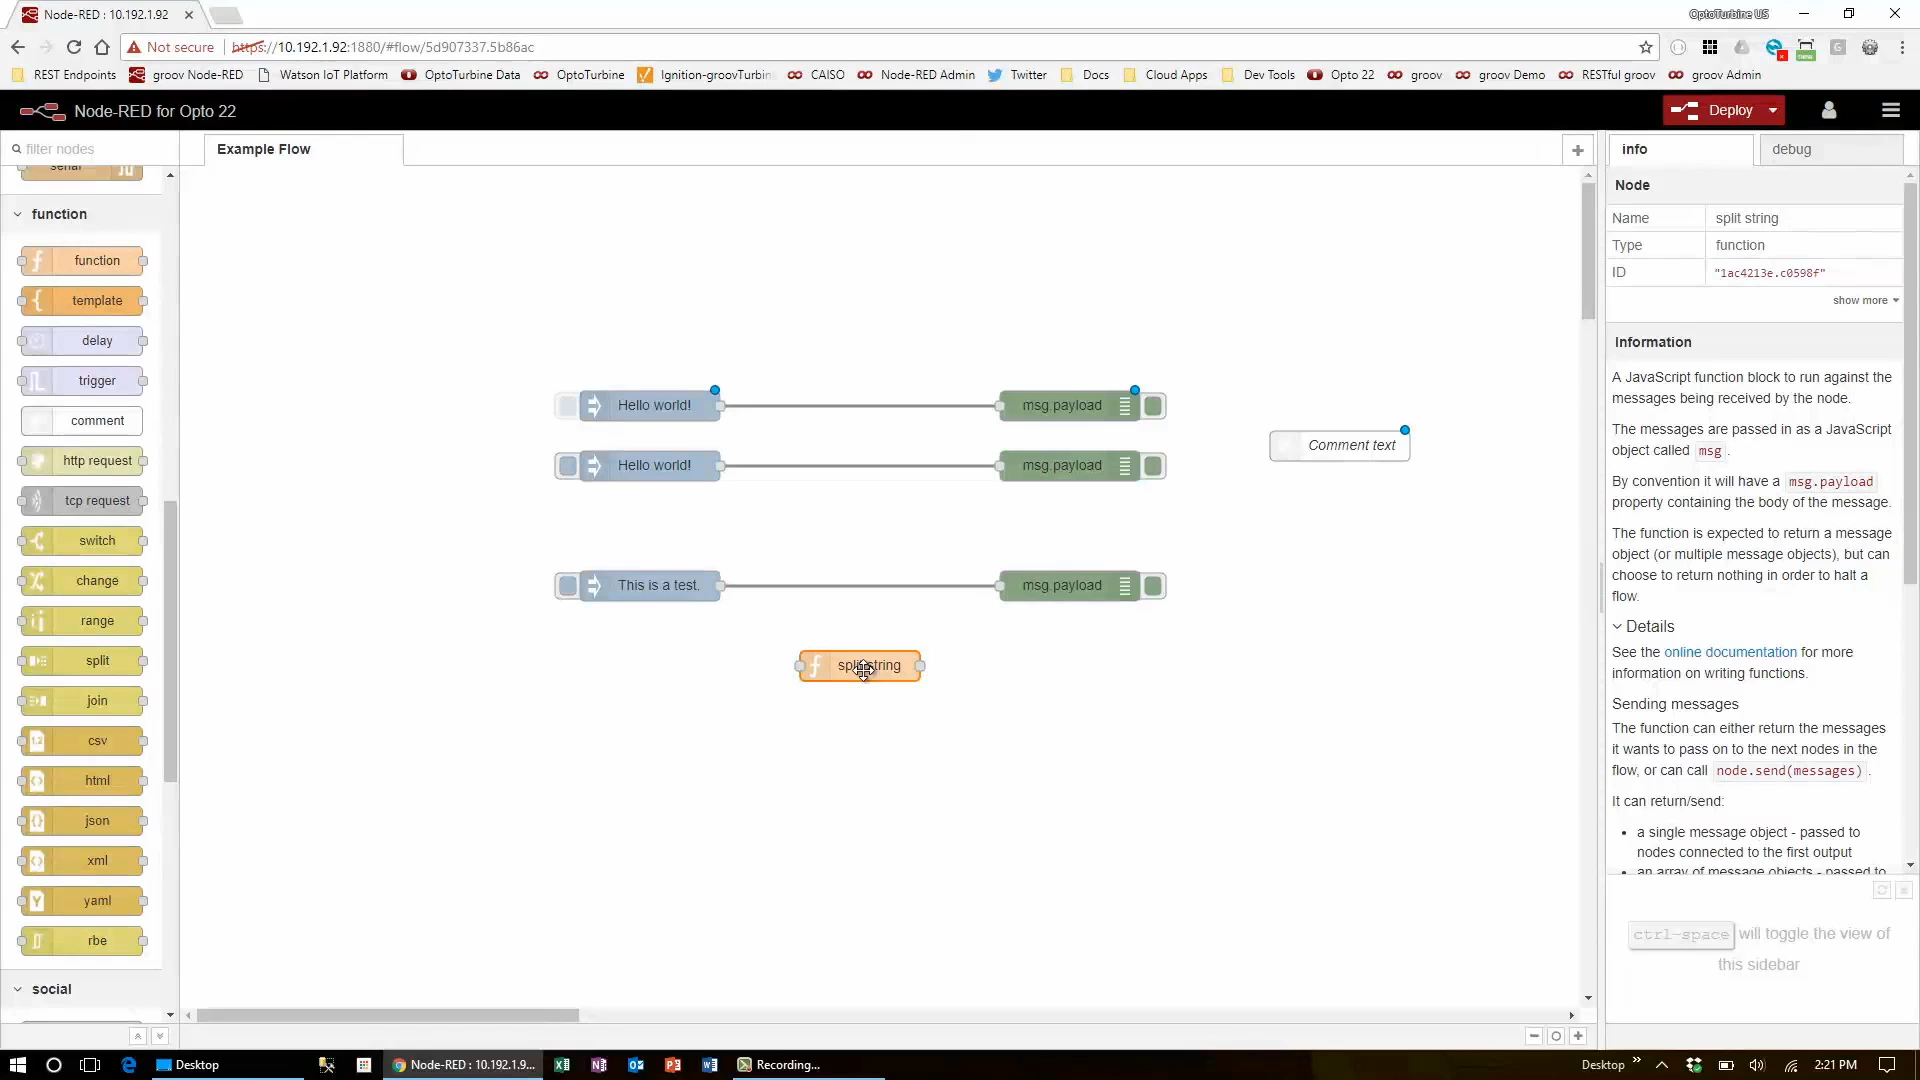 Node-RED : 10.192.1.92
OptoTurbine US
Not secure
https://10.192.1.92:1880/#flow/5d907337.5b86ac
REST Endpoints groov Node-RED Watson IoT Platform OptoTurbine Data OptoTurbine Ignition-groovTurbin CAISO Node-RED Admin Twitter Docs Cloud Apps Dev Tools Opto 22 groov groov Demo RESTful groov groov Admin
Node-RED for Opto 22
Deploy
filter nodes
Example Flow
info
debug
serial
function
function
template
delay
trigger
comment
http request
tcp request
switch
change
range
split
join
csv
html
json
xml
yaml
rbe
social
Hello world!
msg.payload
Comment text
Hello world!
msg.payload
This is a test.
msg.payload
split string
Node
Name split string
Type function
ID "1ac4213e.c0598f"
show more
Information
A JavaScript function block to run against the
messages being received by the node.
The messages are passed in as a JavaScript
object called msg .
By convention it will have a msg.payload
property containing the body of the message.
The function is expected to return a message
object (or multiple message objects), but can
choose to return nothing in order to halt a
flow.
Details
See the online documentation for more
information on writing functions.
Sending messages
The function can either return the messages
it wants to pass on to the next nodes in the
flow, or can call node.send(messages) .
It can return/send:
• a single message object - passed to
nodes connected to the first output
• an array of message objects - passed to
ctrl-space will toggle the view of
this sidebar
Desktop
Node-RED : 10.192.1.9...
Recording...
Desktop
2:21 PM